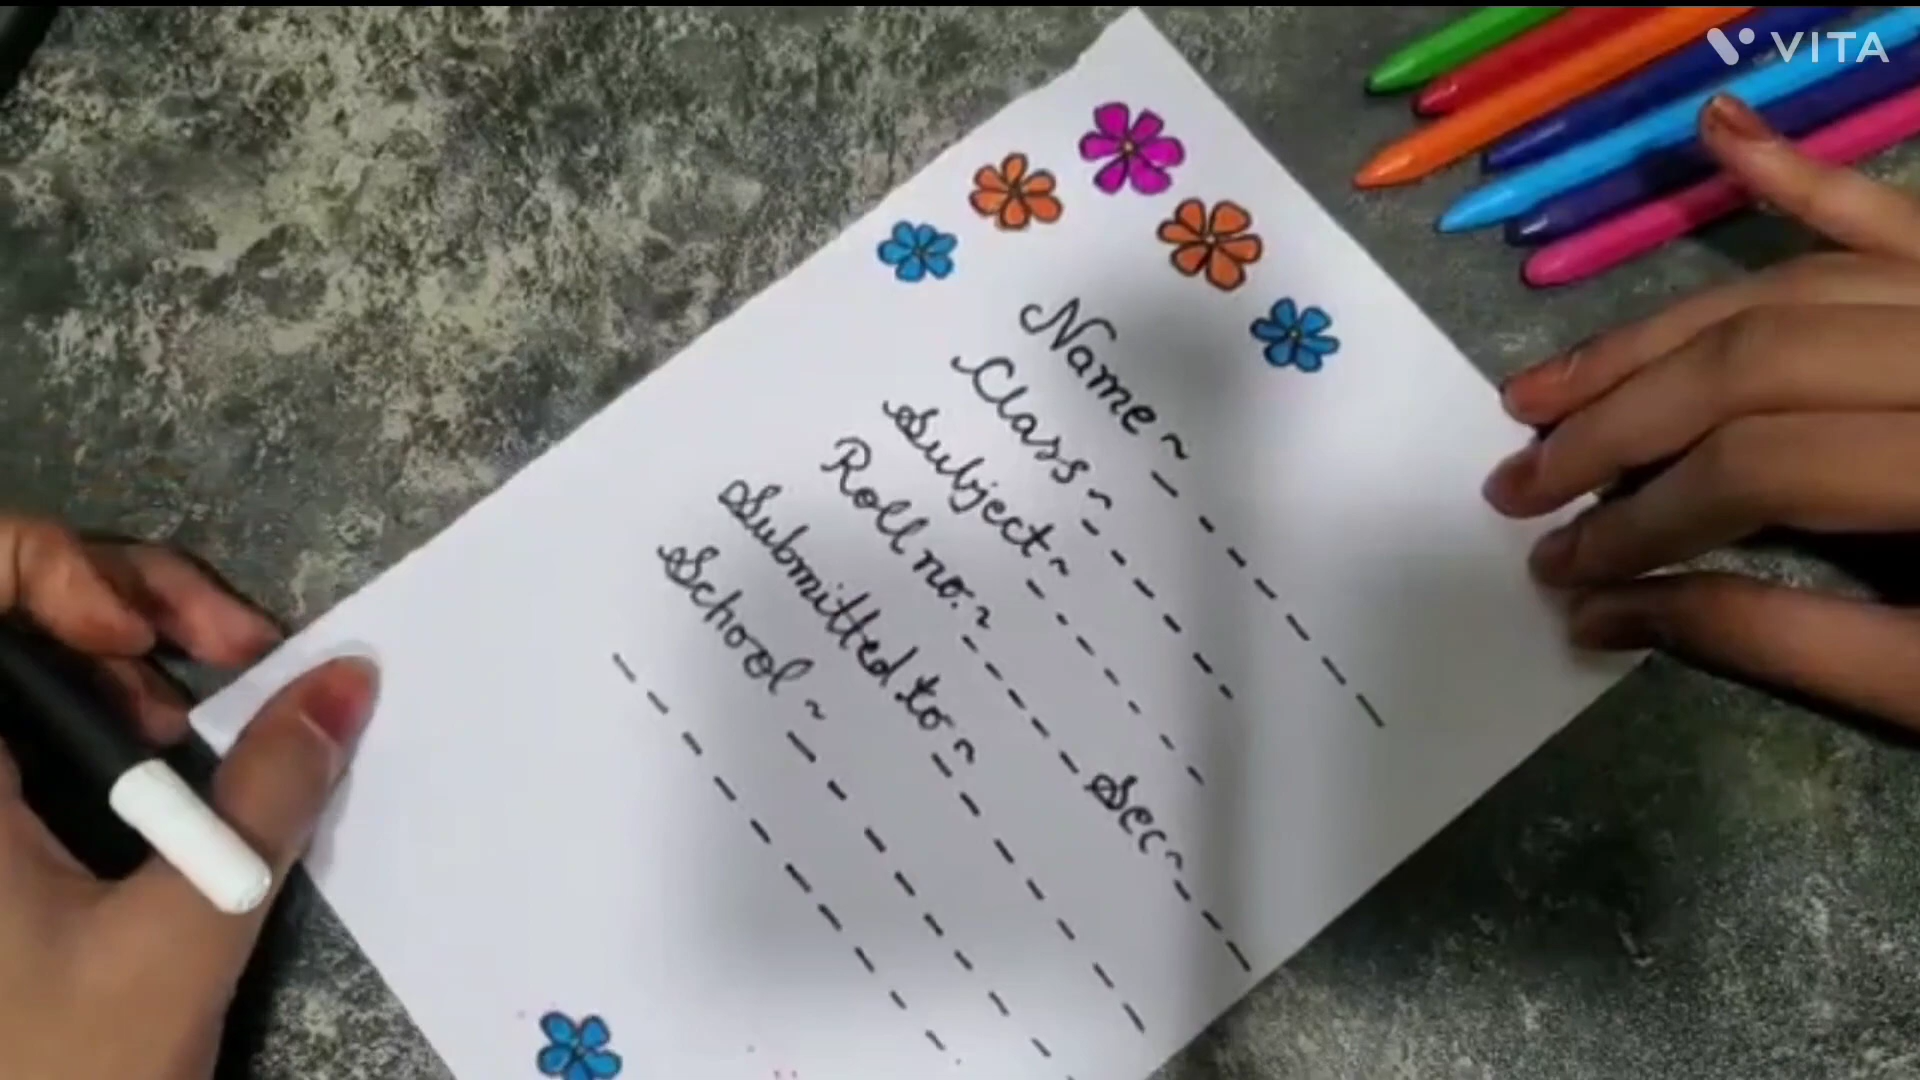 VITA
Name ~ 
Class ~
Subject ~
Roll no. ~ Sec ~
Submitted to ~
School ~